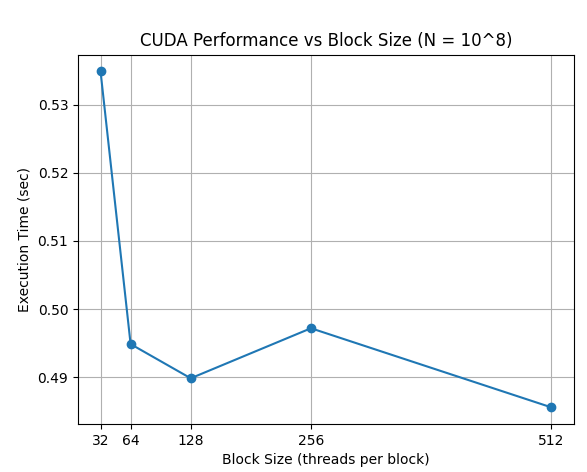 CUDA Performance vs Block Size (N = 10^8)
Execution Time (sec)
0.53
0.52
0.51
0.50
0.49
32 64 128 256 512
Block Size (threads per block)